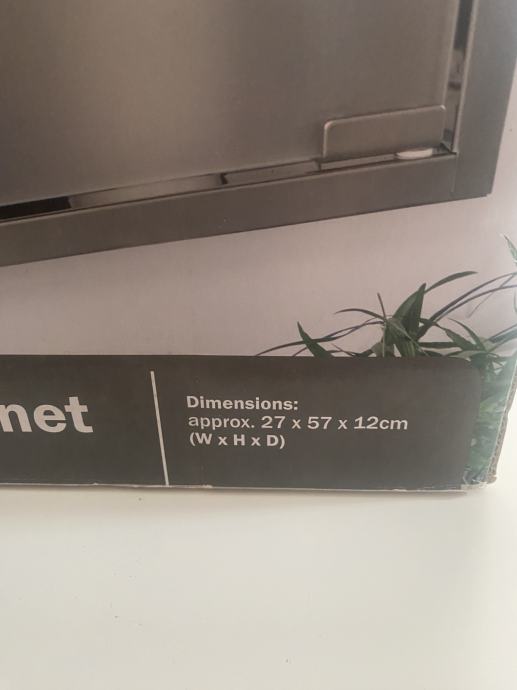 net
Dimensions:
approx. 27 x 57 x 12cm
(W x H x D)